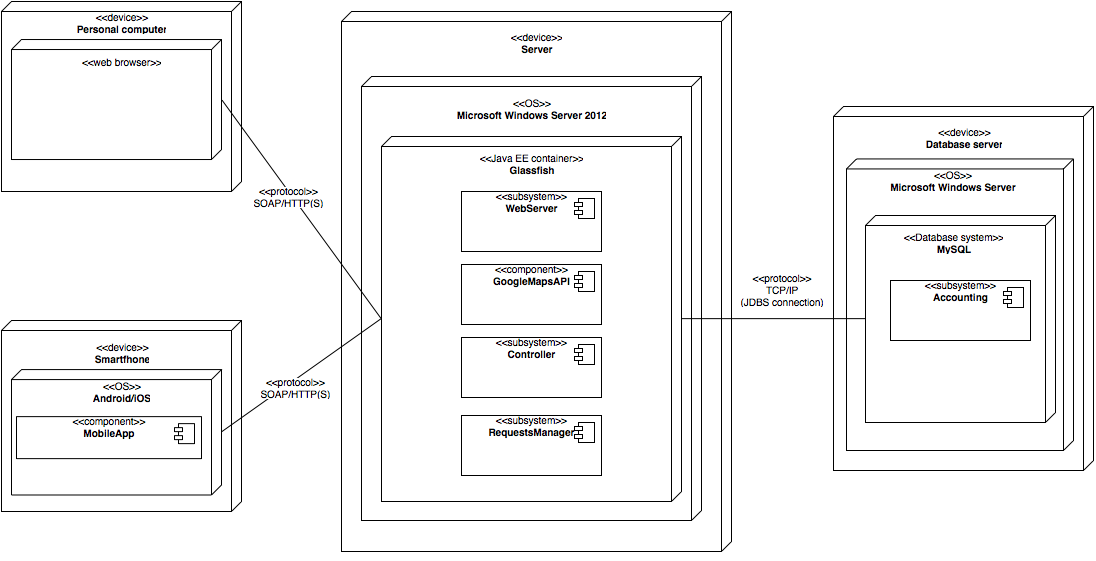 <<device>>
Personal computer
<<web browser>>
<<protocol>>
SOAP/HTTP(S)
<<device>>
Smartfhone
<<OS>>
Android/iOS
<<component>>
MobileApp
<<protocol>>
SOAP/HTTP(S)
<<device>>
Server
<<OS>>
Microsoft Windows Server 2012
<<Java EE container>>
Glassfish
<<subsystem>>
WebServer
<<component>>
GoogleMapsAPI
<<subsystem>>
Controller
<<subsystem>>
RequestsManager
<<protocol>>
TCP/IP
(JDBS connection)
<<device>>
Database server
<<OS>>
Microsoft Windows Server
<<Database system>>
MySQL
<<subsystem>>
Accounting